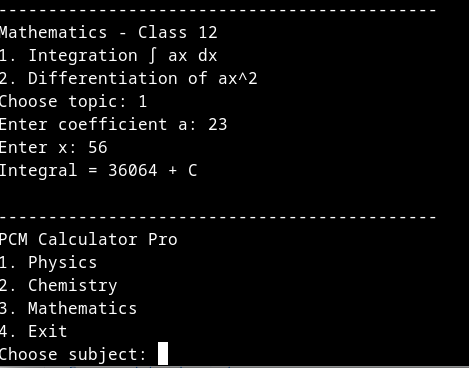 --------------------------------------------
Mathematics - Class 12
1. Integration ∫ ax dx
2. Differentiation of ax^2
Choose topic: 1
Enter coefficient a: 23
Enter x: 56
Integral = 36064 + C
--------------------------------------------
PCM Calculator Pro
1. Physics
2. Chemistry
3. Mathematics
4. Exit
Choose subject: